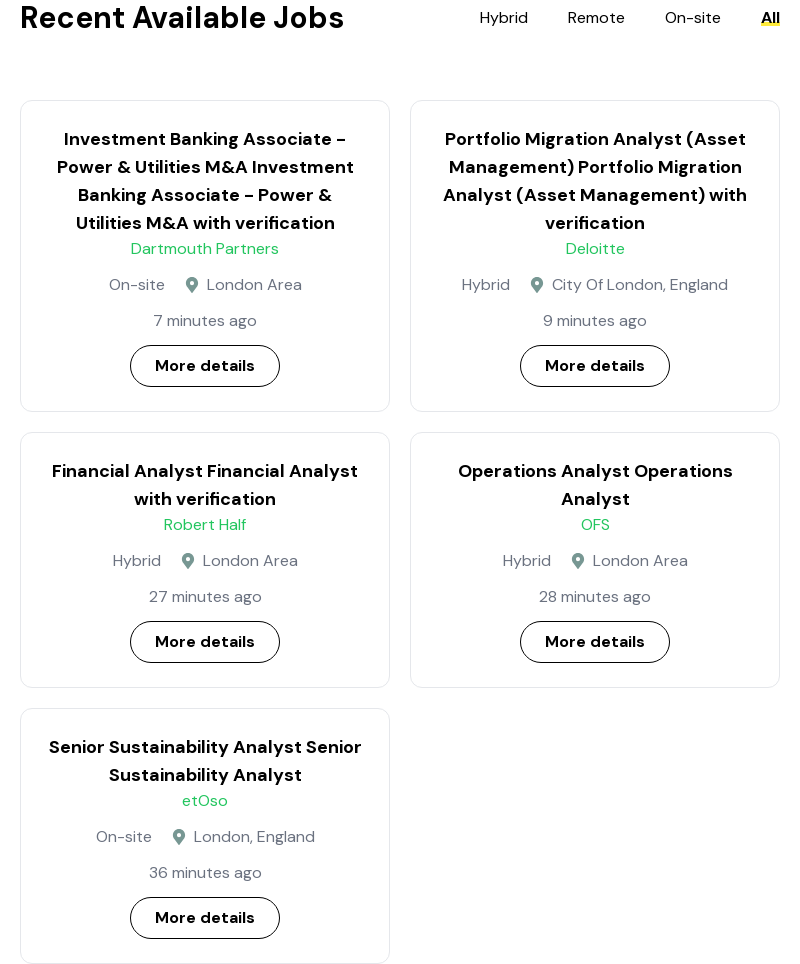 Recent Available Jobs
Hybrid
Remote
On-site
All
Investment Banking Associate –
Power & Utilities M&A Investment
Banking Associate – Power &
Utilities M&A with verification
Dartmouth Partners
On-site
London Area
7 minutes ago
More details
Portfolio Migration Analyst (Asset
Management) Portfolio Migration
Analyst (Asset Management) with
verification
Deloitte
Hybrid
City Of London, England
9 minutes ago
More details
Financial Analyst Financial Analyst
with verification
Robert Half
Hybrid
London Area
27 minutes ago
More details
Operations Analyst Operations
Analyst
OFS
Hybrid
London Area
28 minutes ago
More details
Senior Sustainability Analyst Senior
Sustainability Analyst
etOso
On-site
London, England
36 minutes ago
More details